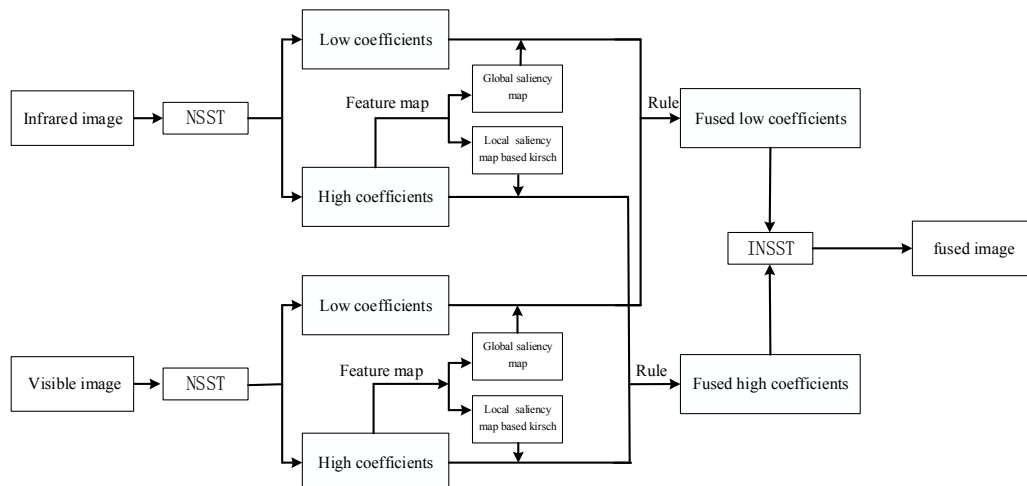 Infrared image
NSST
Low coefficients
Feature map
Global saliency
map
Local saliency
map based kirsch
High coefficients
Rule
Fused low coefficients
INSST
fused image
Visible image
NSST
Low coefficients
Feature map
Global saliency
map
Local saliency
map based kirsch
High coefficients
Rule
Fused high coefficients